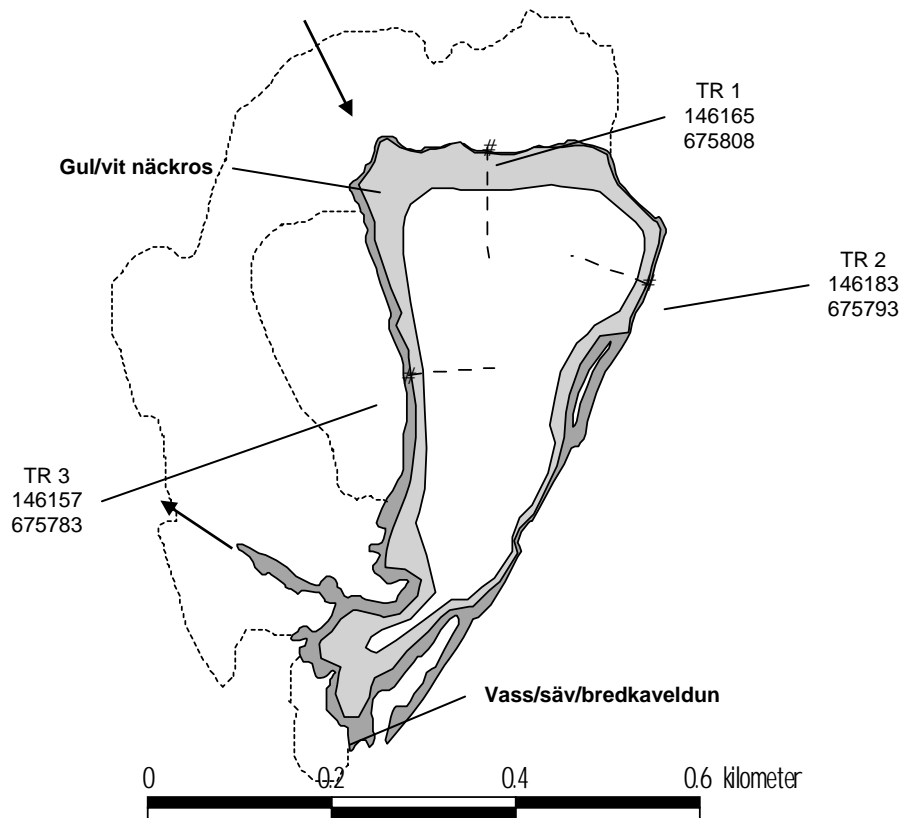 TR 1
146165
675808
Gul/vit näckros
TR 2
146183
675793
TR 3
146157
675783
Vass/säv/bredkaveldun
0 0.2 0.4 0.6 kilometer